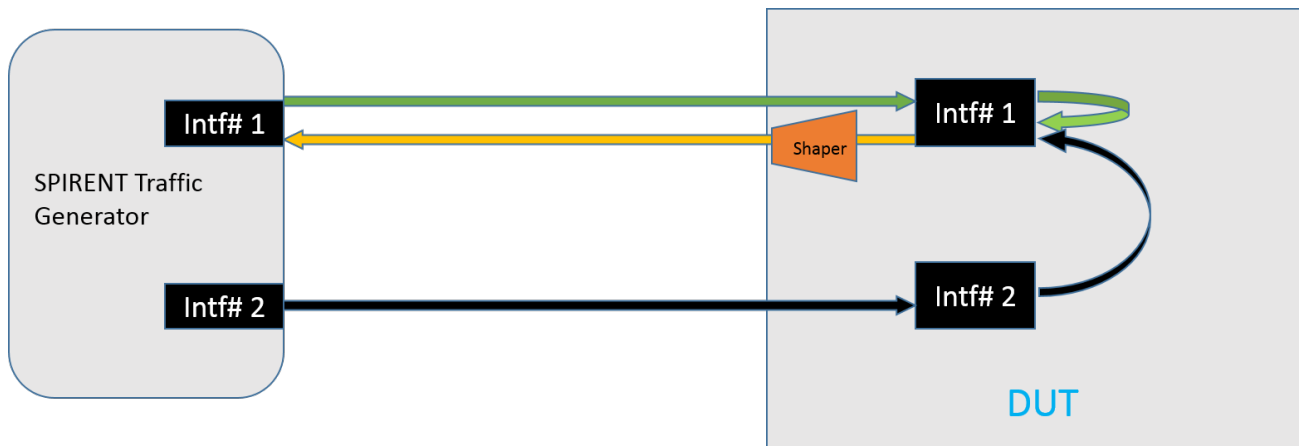 Intf# 1
SPIRENT Traffic
Generator
Intf# 2
Shaper
Intf# 1
Intf# 2
DUT